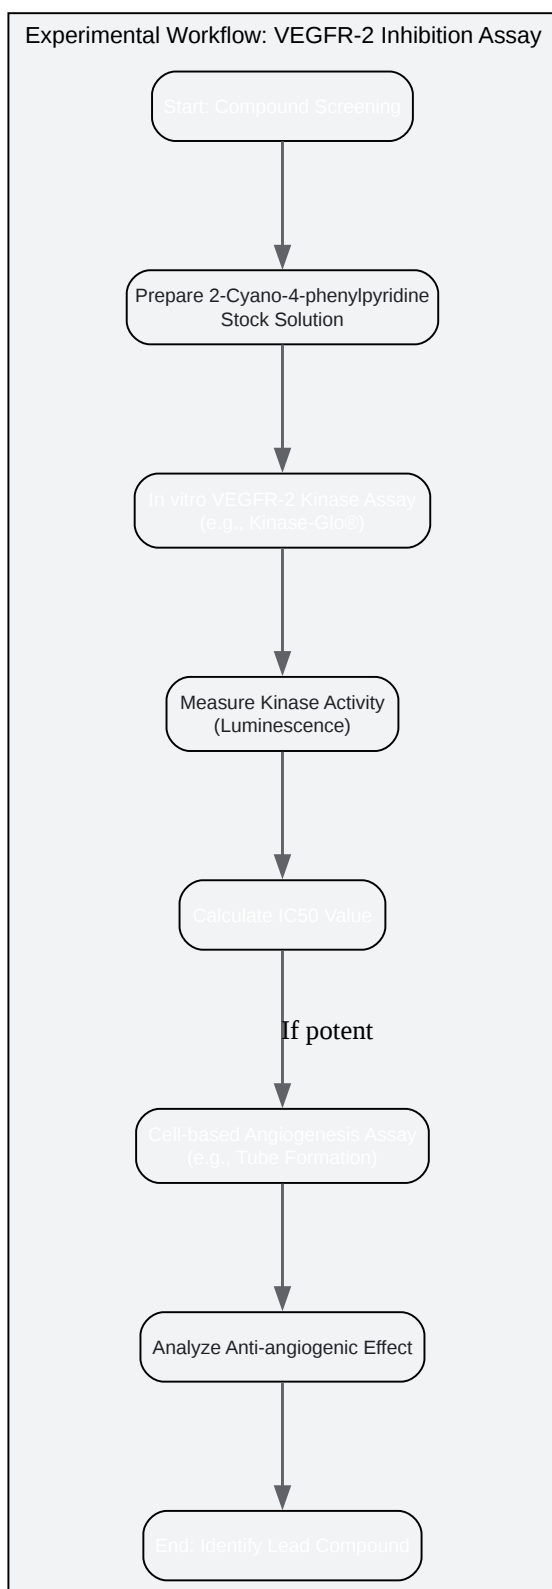 Experimental Workflow: VEGFR-2 Inhibition Assay
Start: Compound Screening
Prepare 2-Cyano-4-phenylpyridine
Stock Solution
In vitro VEGFR-2 Kinase Assay
(e.g., Kinase-Glo®)
Measure Kinase Activity
(Luminescence)
Calculate IC50 Value
If potent
Cell-based Angiogenesis Assay
(e.g., Tube Formation)
Analyze Anti-angiogenic Effect
End: Identify Lead Compound